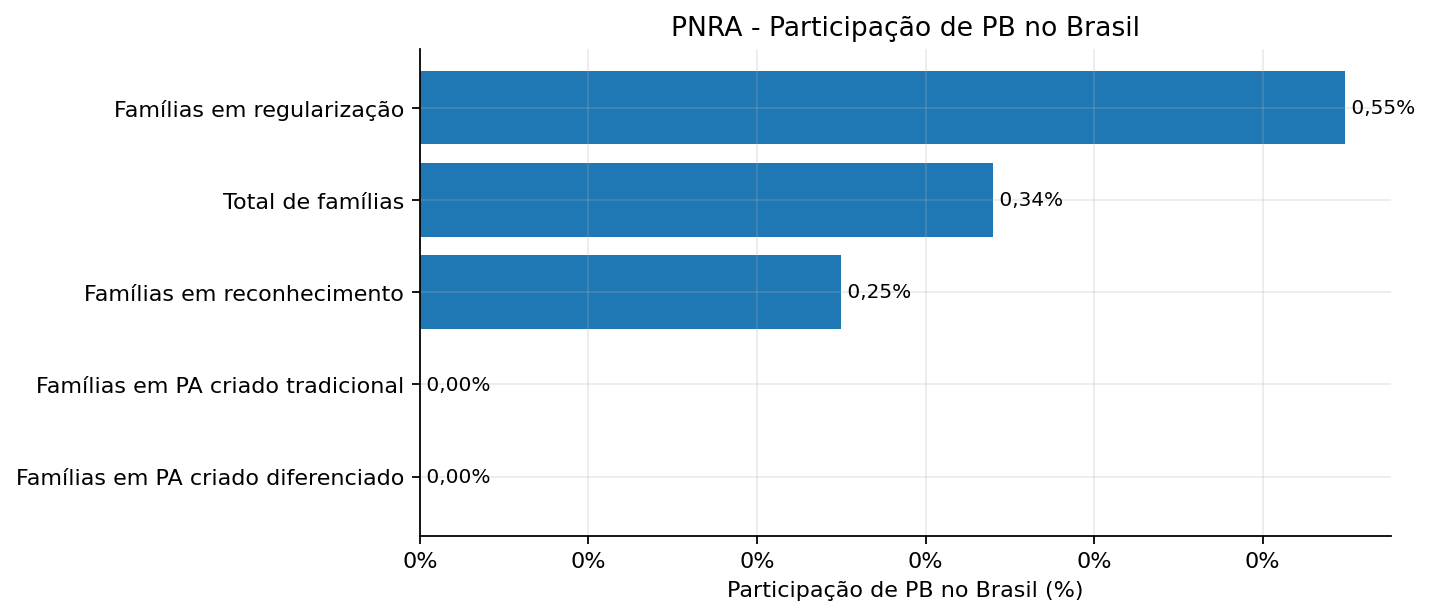 PNRA - Participação de PB no Brasil
Famílias em regularização
0,55%
Total de famílias
0,34%
Famílias em reconhecimento
0,25%
Famílias em PA criado tradicional
0,00%
Famílias em PA criado diferenciado
0,00%
0% 0% 0% 0% 0% 0%
Participação de PB no Brasil (%)